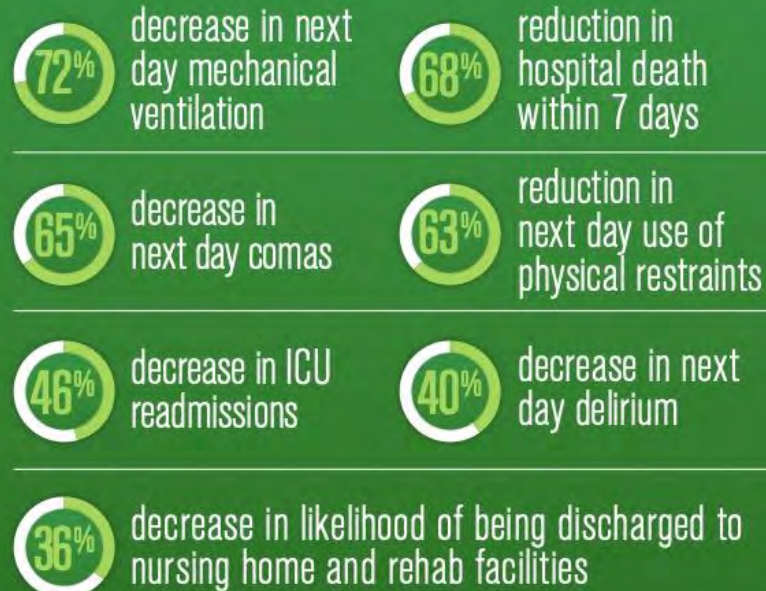 72%
decrease in next
day mechanical
ventilation
68%
reduction in
hospital death
within 7 days
65%
decrease in
next day comas
63%
reduction in
next day use of
physical restraints
46%
decrease in ICU
readmissions
40%
decrease in next
day delirium
36%
decrease in likelihood of being discharged to
nursing home and rehab facilities